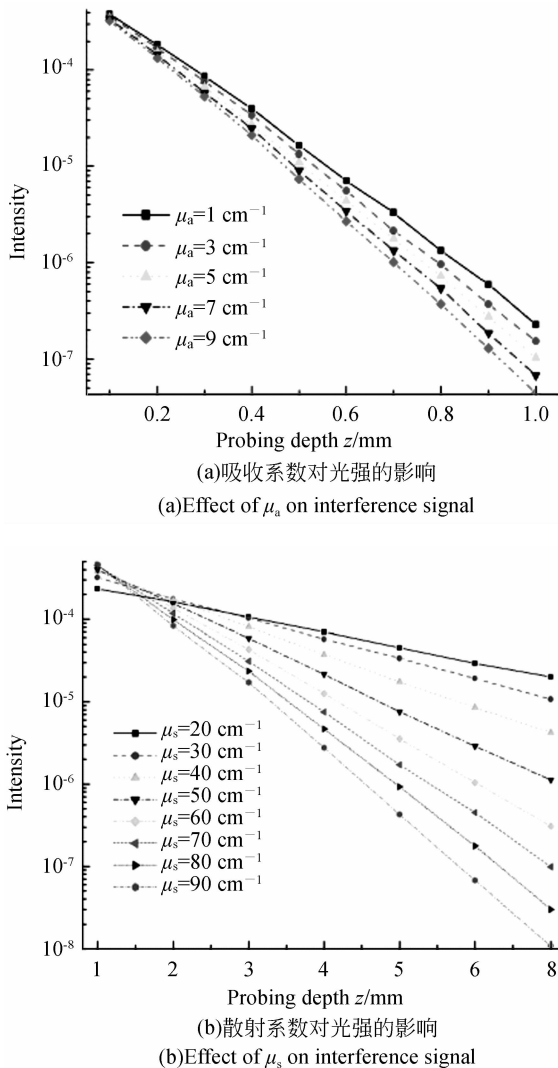 10⁻⁴
10⁻⁵
10⁻⁶
10⁻⁷
Intensity
μa=1 cm⁻¹
μa=3 cm⁻¹
μa=5 cm⁻¹
μa=7 cm⁻¹
μa=9 cm⁻¹
0.2 0.4 0.6 0.8 1.0
Probing depth z/mm
(a)吸收系数对光强的影响
(a)Effect of μa on interference signal
10⁻⁴
10⁻⁵
10⁻⁶
10⁻⁷
10⁻⁸
Intensity
μs=20 cm⁻¹
μs=30 cm⁻¹
μs=40 cm⁻¹
μs=50 cm⁻¹
μs=60 cm⁻¹
μs=70 cm⁻¹
μs=80 cm⁻¹
μs=90 cm⁻¹
1 2 3 4 5 6 8
Probing depth z/mm
(b)散射系数对光强的影响
(b)Effect of μs on interference signal